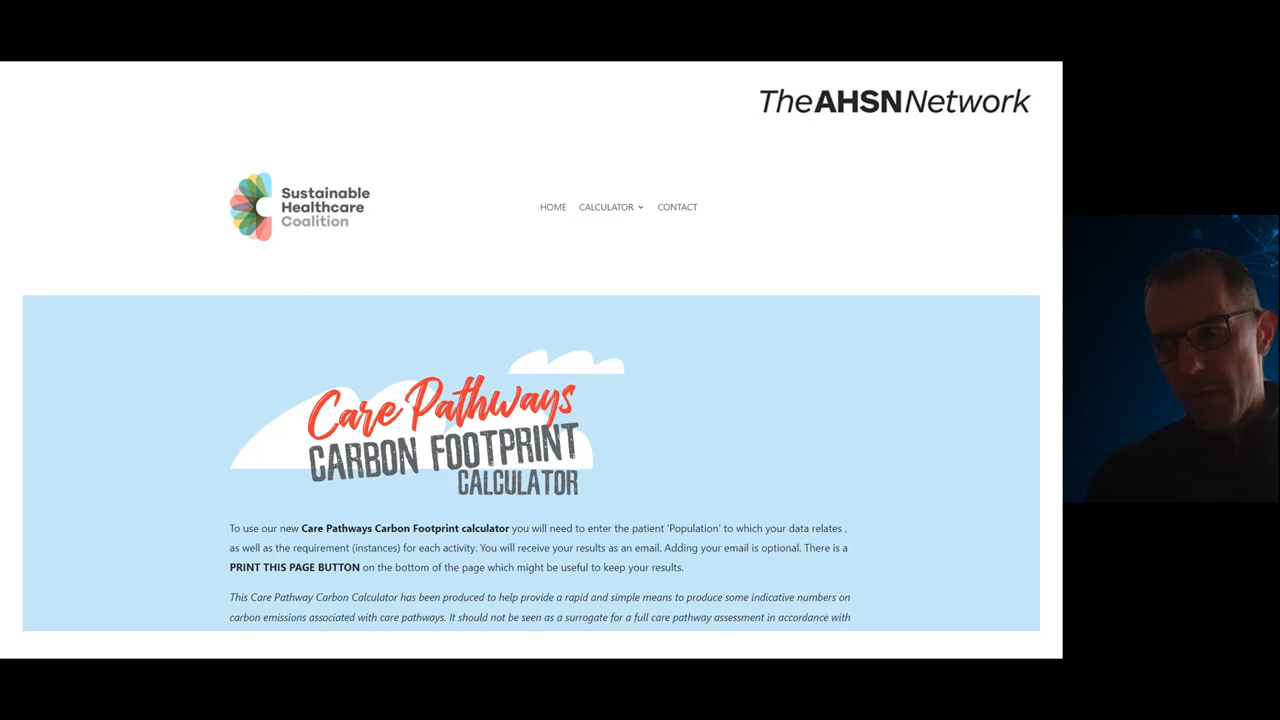 The AHSN Network
Sustainable
Healthcare
Coalition
HOME CALCULATOR CONTACT
Care Pathways
CARBON FOOTPRINT
CALCULATOR
To use our new Care Pathways Carbon Footprint calculator you will need to enter the patient ‘Population’ to which your data relates ,
as well as the requirement (instances) for each activity. You will receive your results as an email. Adding your email is optional. There is a
PRINT THIS PAGE BUTTON on the bottom of the page which might be useful to keep your results.
This Care Pathway Carbon Calculator has been produced to help provide a rapid and simple means to produce some indicative numbers on
carbon emissions associated with care pathways. It should not be seen as a surrogate for a full care pathway assessment in accordance with